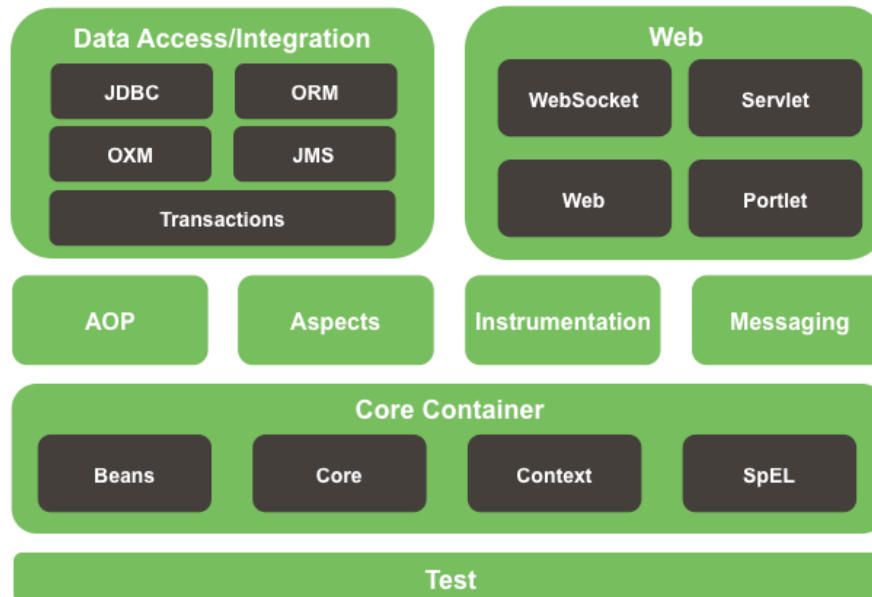 Data Access/Integration
JDBC
ORM
OXM
JMS
Transactions
Web
WebSocket
Servlet
Web
Portlet
AOP
Aspects
Instrumentation
Messaging
Core Container
Beans
Core
Context
SpEL
Test